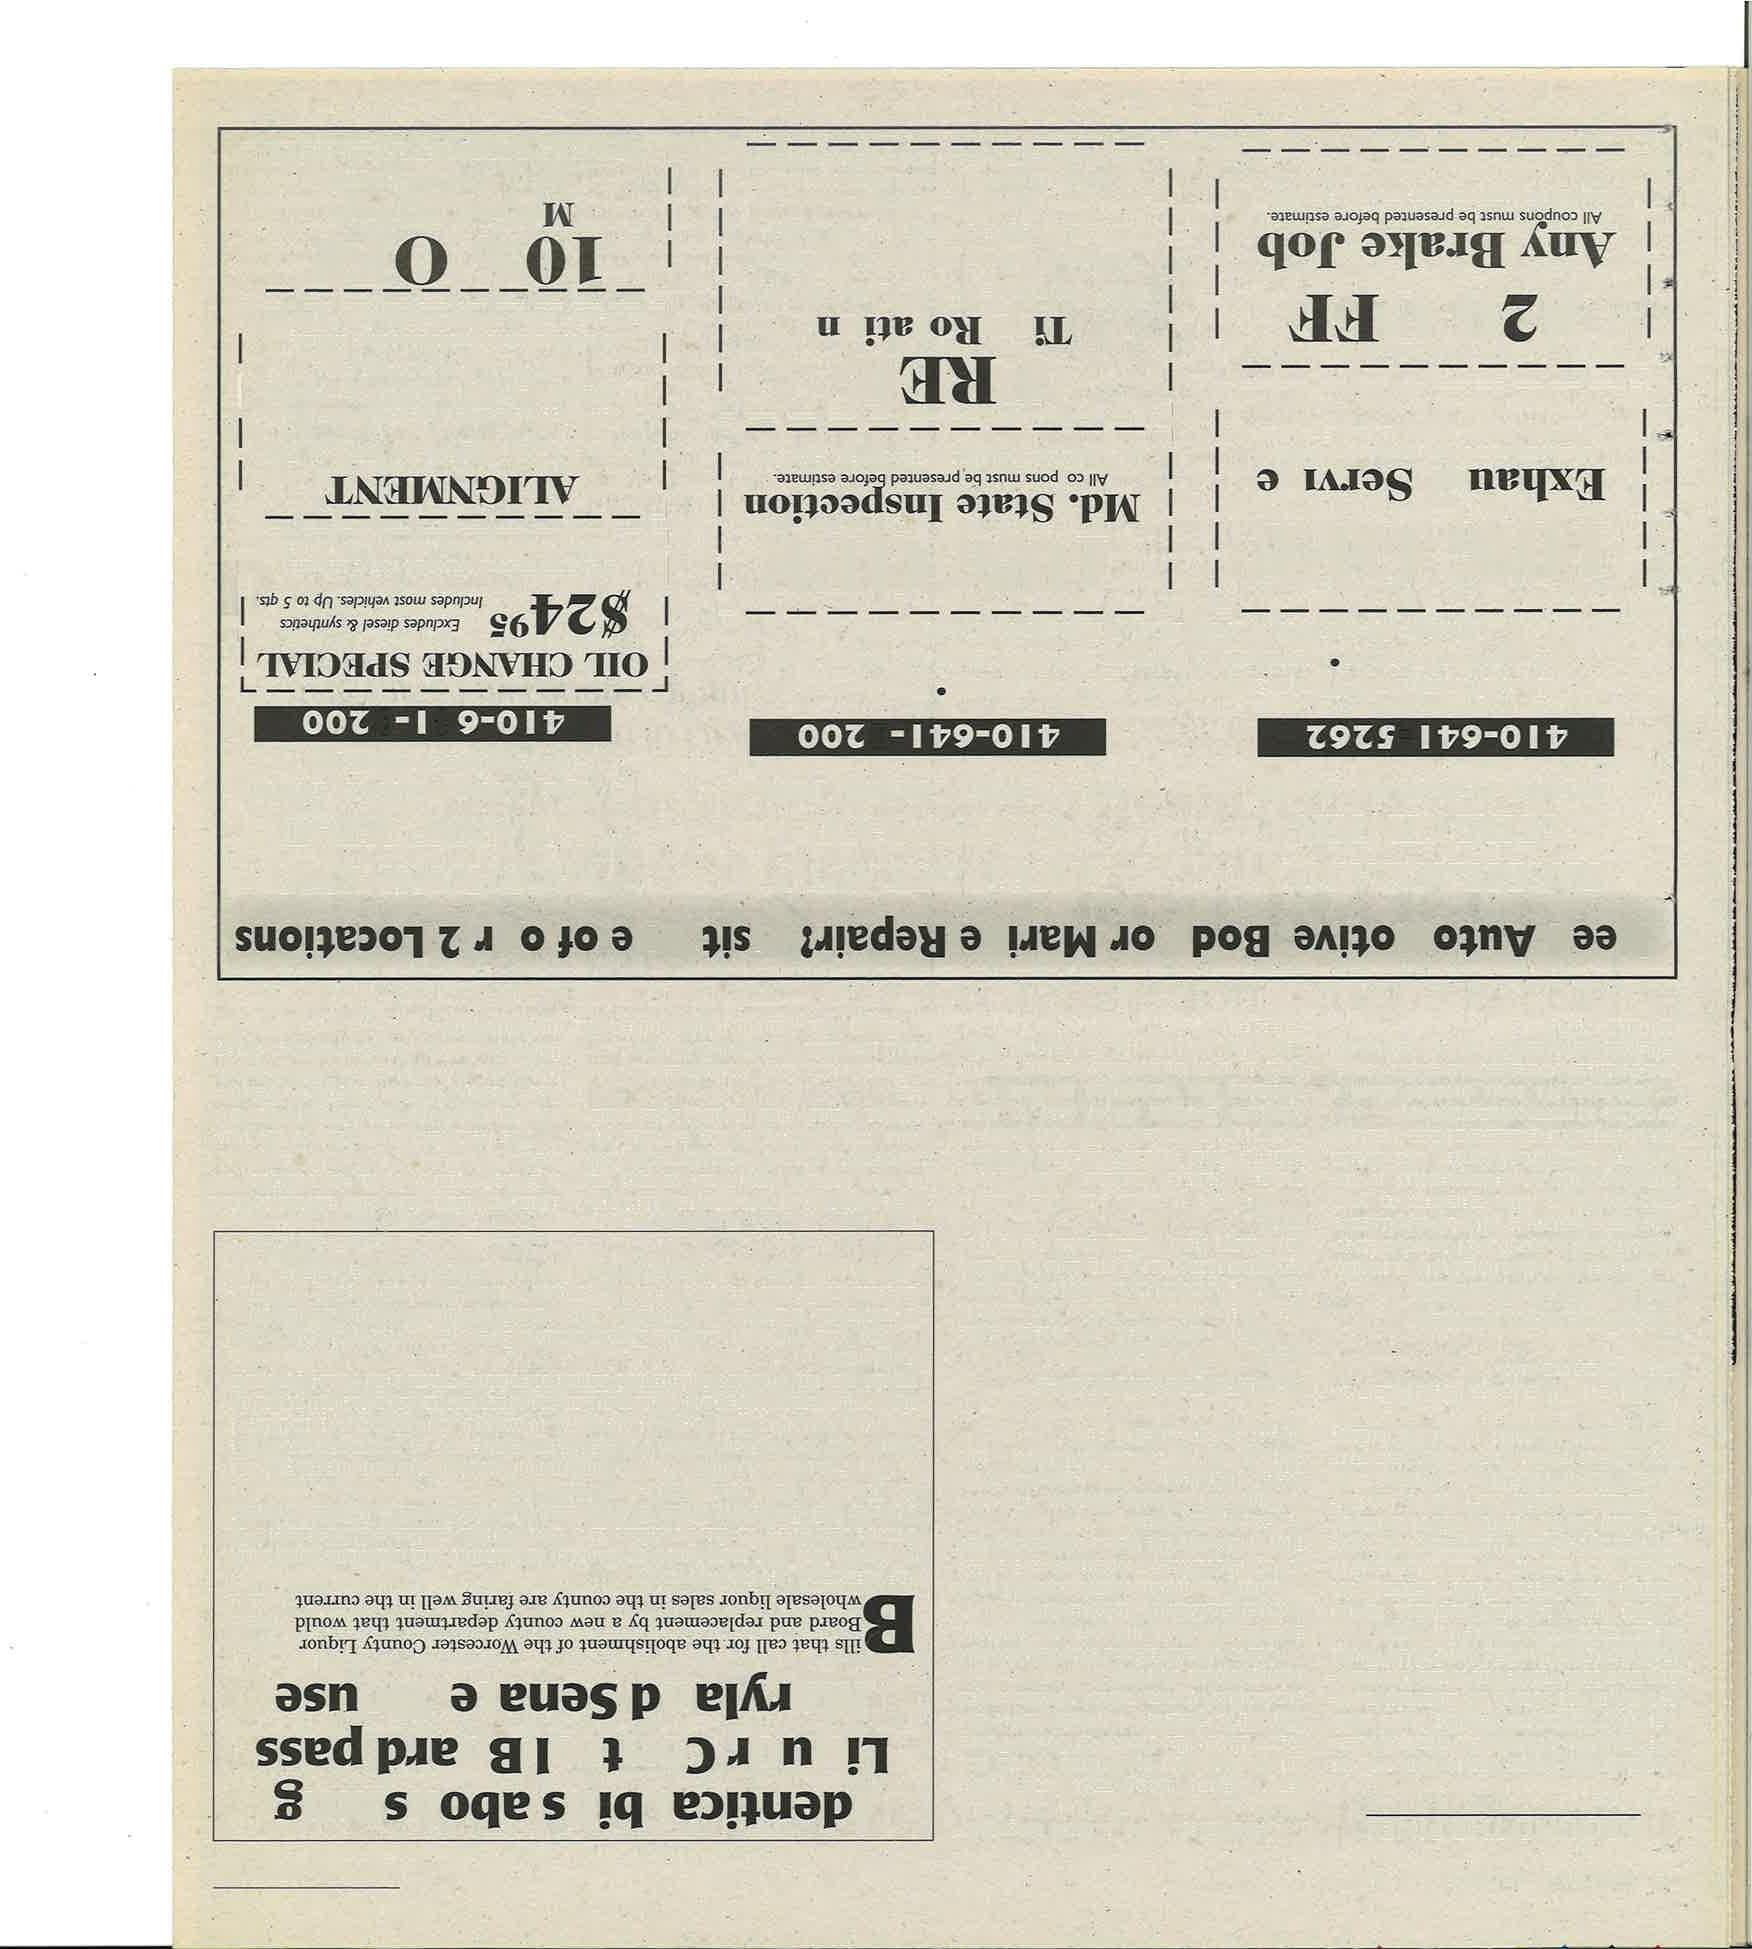 dentica bi s abo s g
Li u r C t l B ard pass
ryla d Sena e use
Bills that call for the abolishment of the Worcester County Liquor
Board and replacement by a new county department that would
wholesale liquor sales in the county are faring well in the current
ee Auto otive Bod or Mari e Repair? sit e of o r 2 Locations
410-641 5262
Exhau Servi e
2 FF
Any Brake Job
All coupons must be presented before estimate.
410-641- 200
Md. State Inspection
All co pons must be presented before estimate.
RE
Ti Ro ati n
410-6 1- 200
OIL CHANGE SPECIAL
$24.95 Excludes diesel & synthetics
Includes most vehicles. Up to 5 qts.
ALIGNMENT
10 O
M